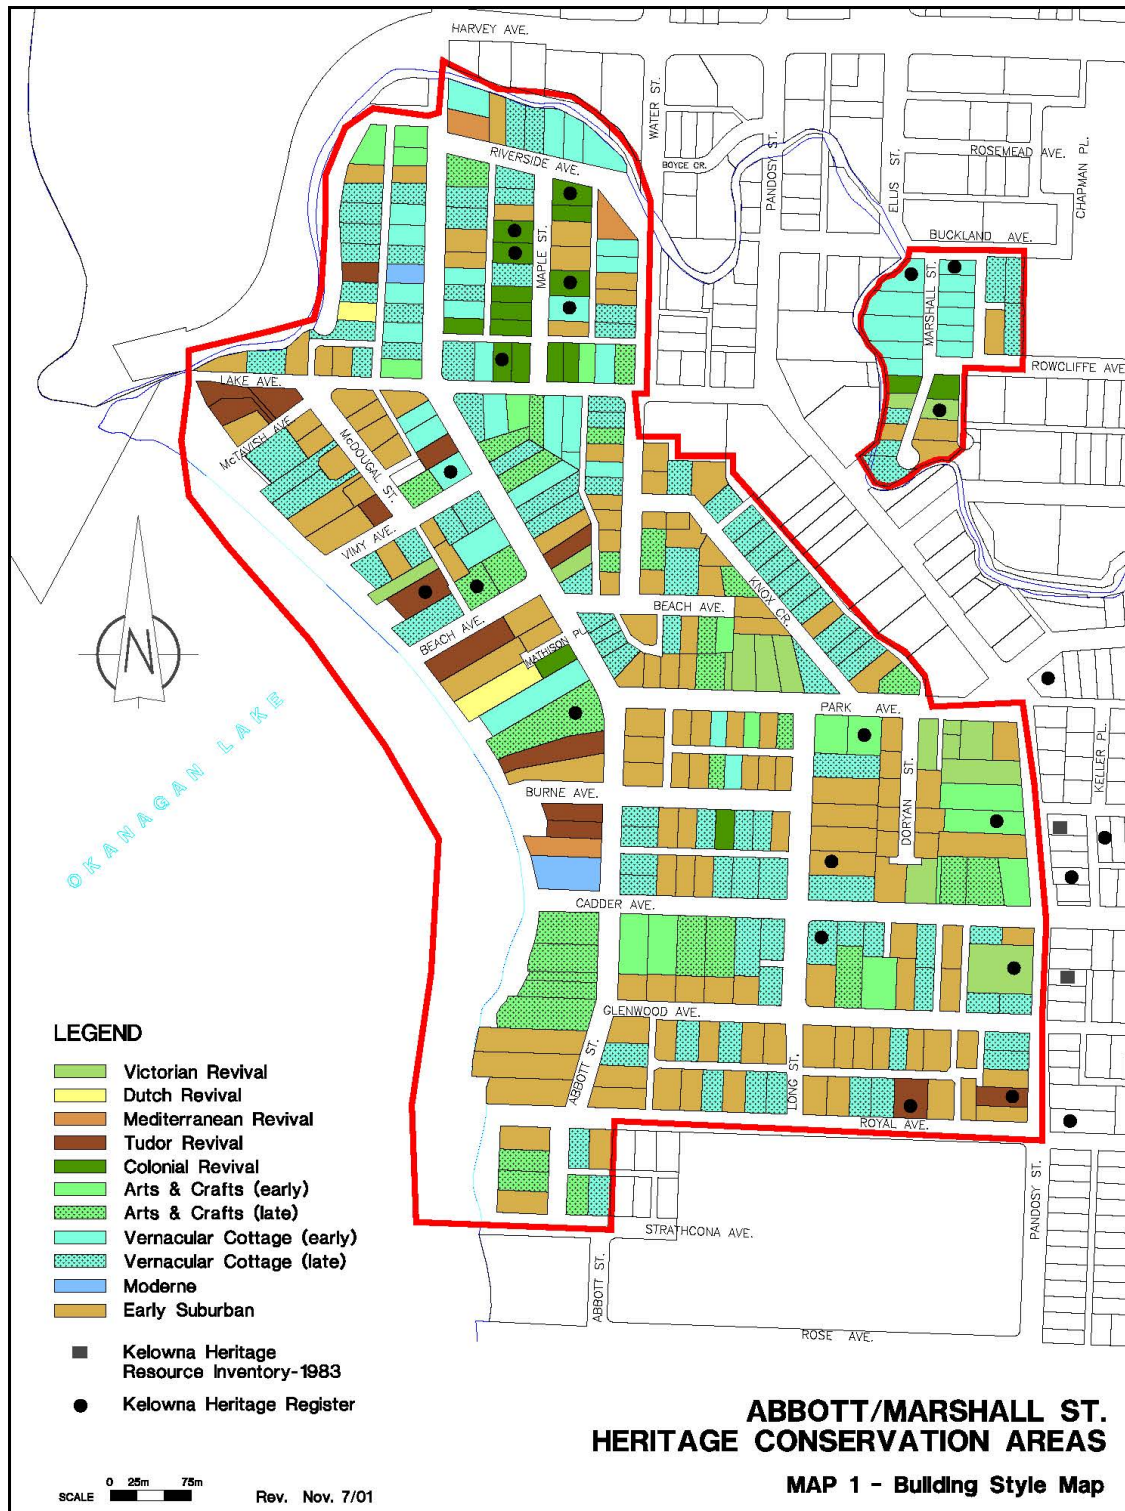 HARVEY AVE.
WATER ST.
PANDOSY ST.
ELLIS ST.
ROSEMEAD AVE.
CHAPMAN PL.
BOYCE CR.
RIVERSIDE AVE.
MAPLE ST.
BUCKLAND AVE.
MARSHALL ST.
ROWCLIFFE AVE
LAKE AVE.
McTAVISH AVE
McDOUGAL ST.
VIMY AVE.
KNOX CR.
BEACH AVE.
BEACH AVE.
MATHISON PL.
N
PARK AVE.
KELLER PL.
DORYAN ST.
OKANAGAN LAKE
BURNE AVE.
CADDER AVE.
GLENWOOD AVE.
ABBOTT ST.
LONG ST.
ROYAL AVE.
PANDOSY ST.
STRATHCONA AVE.
ABBOTT ST.
ROSE AVE.
LEGEND
Victorian Revival
Dutch Revival
Mediterranean Revival
Tudor Revival
Colonial Revival
Arts & Crafts (early)
Arts & Crafts (late)
Vernacular Cottage (early)
Vernacular Cottage (late)
Moderne
Early Suburban
Kelowna Heritage
Resource Inventory-1983
Kelowna Heritage Register
ABBOTT/MARSHALL ST.
HERITAGE CONSERVATION AREAS
MAP 1 - Building Style Map
SCALE 0 25m 75m
Rev. Nov. 7/01